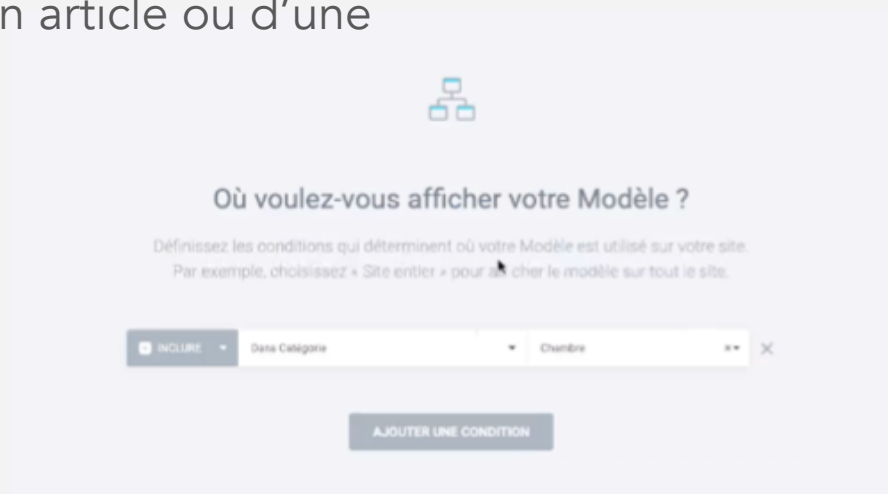 n article ou d’une
Où voulez-vous afficher votre Modèle ?
Définissez les conditions qui déterminent où votre Modèle est utilisé sur votre site.
Par exemple, choisissez « Site entier » pour afficher le modèle sur tout le site.
INCLURE
Dans Catégorie
Chambre
AJOUTER UNE CONDITION